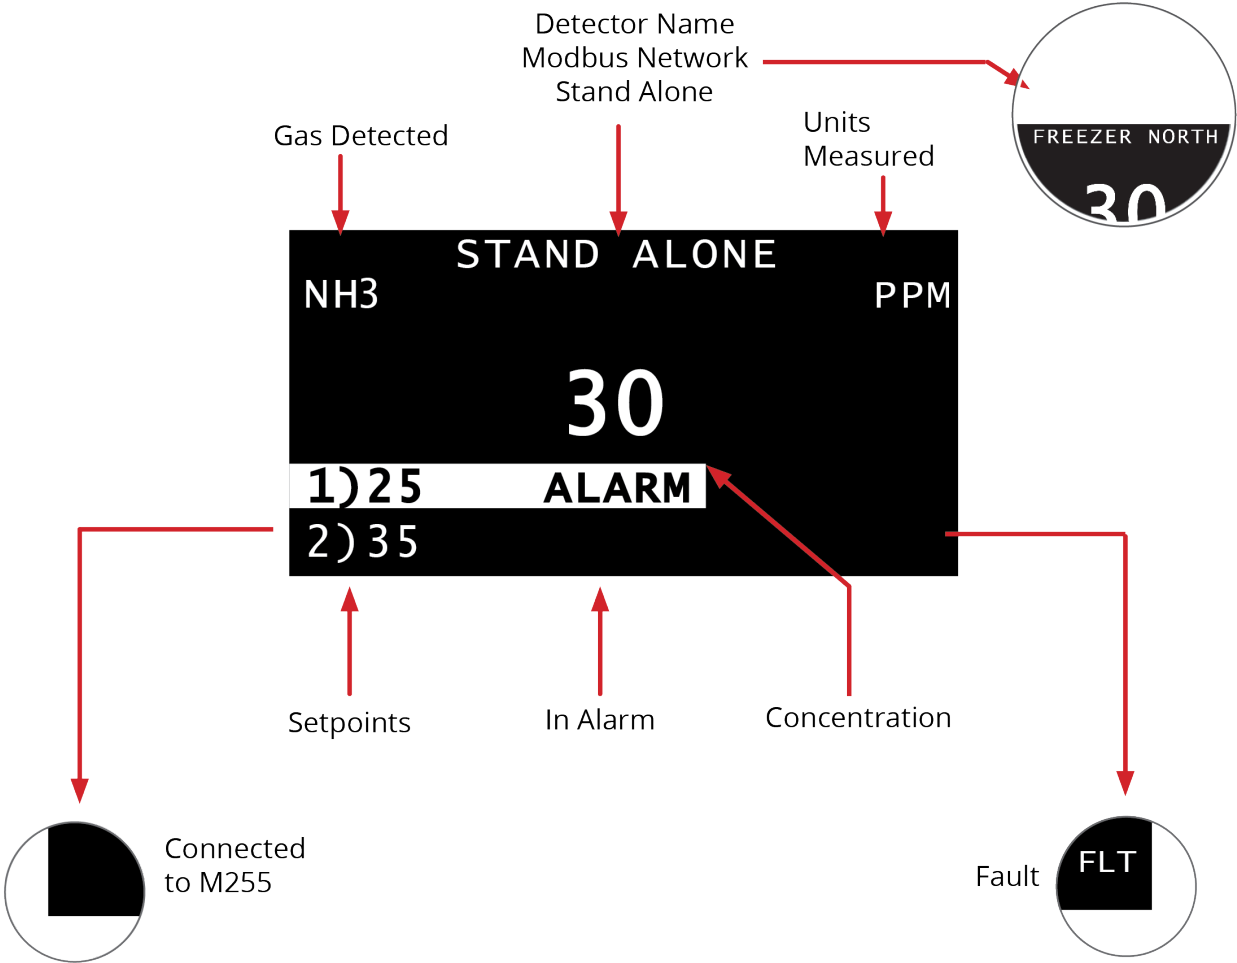 Detector Name
Modbus Network
Stand Alone
Gas Detected
Units
Measured
FREEZER NORTH
30
STAND ALONE
NH3
PPM
30
1)25 ALARM
2)35
Setpoints
In Alarm
Concentration
Connected
to M255
Fault
FLT